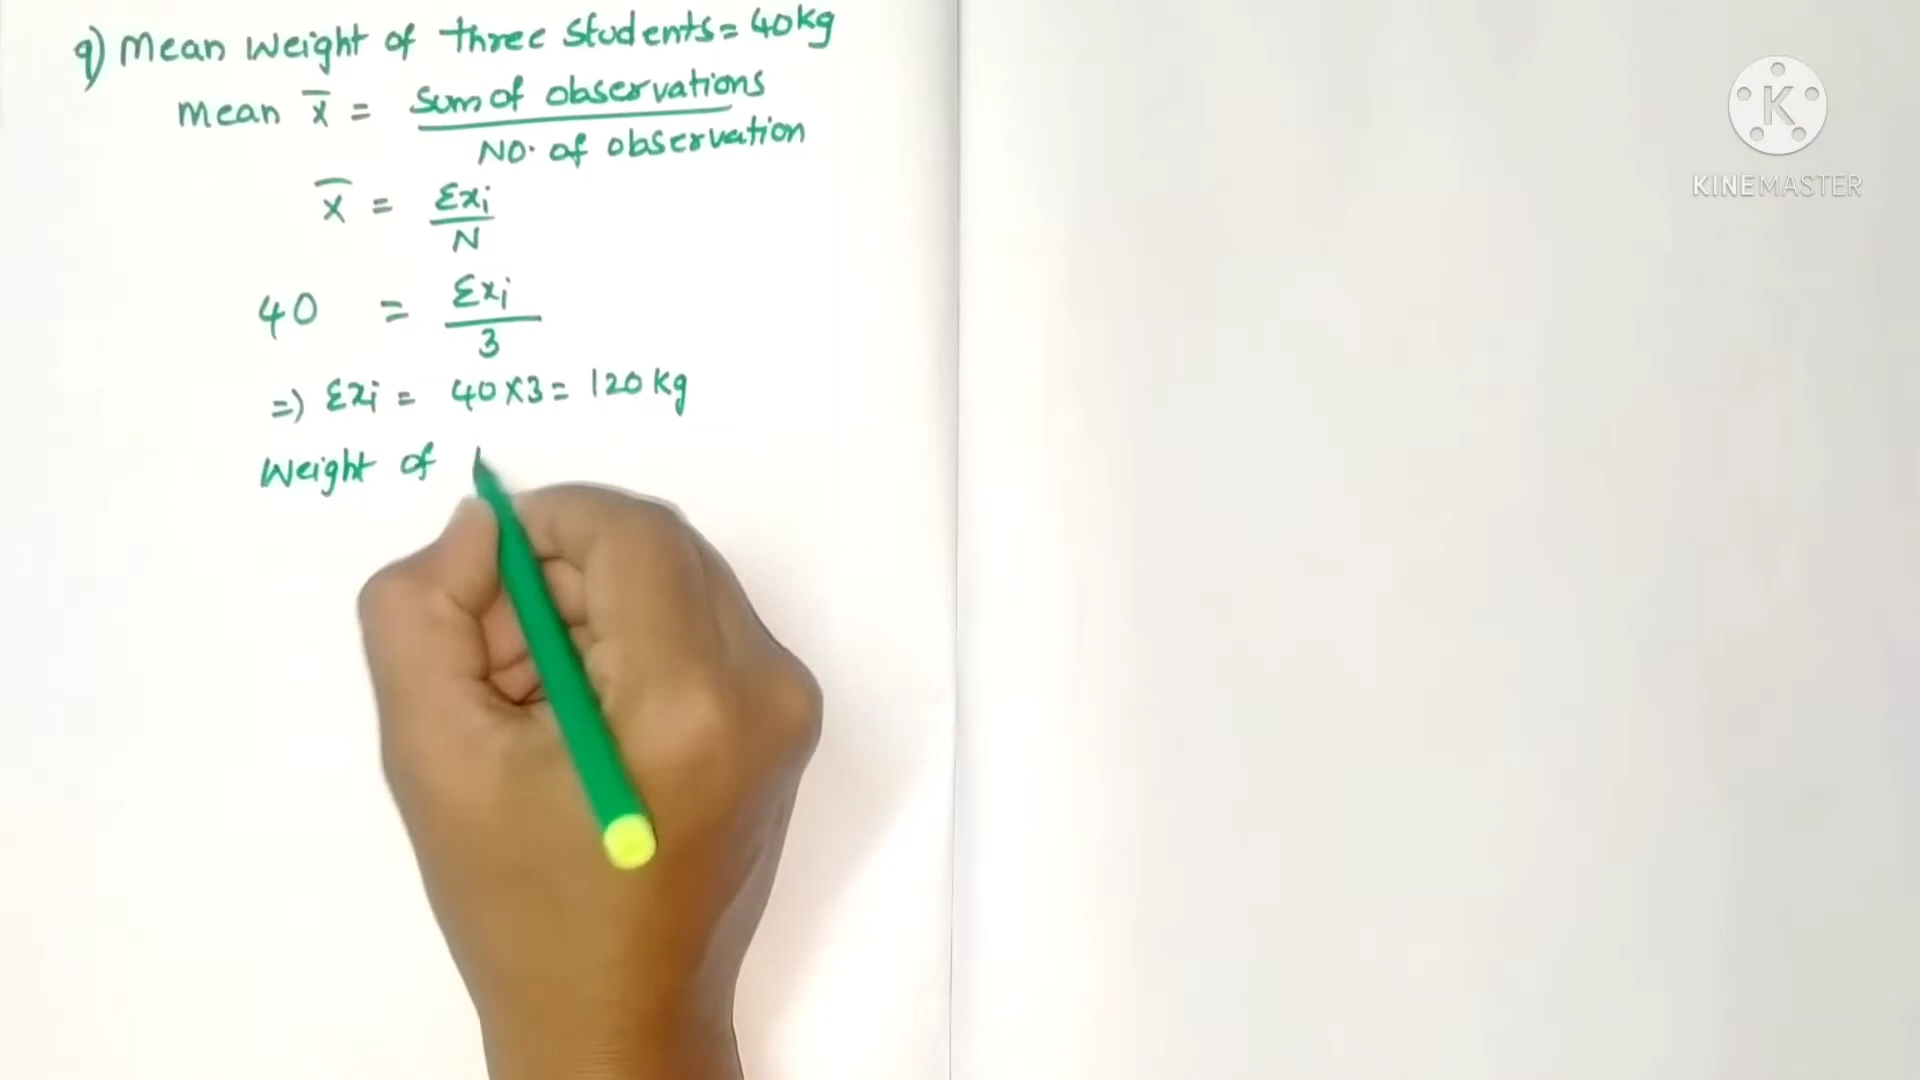 9) Mean Weight of three Students = 40kg
Mean x̅ = Sum of observations / No. of observation
x̅ = Σxi / N
40 = Σxi / 3
=) Σxi = 40 x 3 = 120 kg
Weight of
K
KINEMASTER